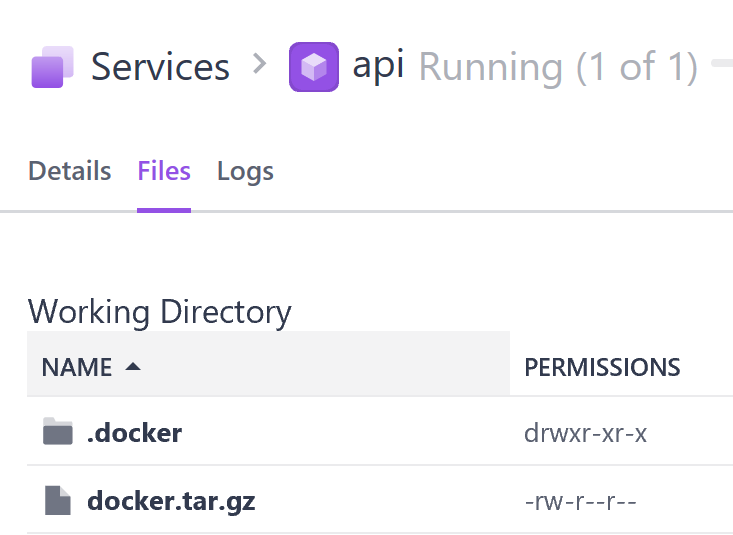 Services > api Running (1 of 1)
Details Files Logs
Working Directory
NAME PERMISSIONS
.docker drwxr-xr-x
docker.tar.gz -rw-r--r--